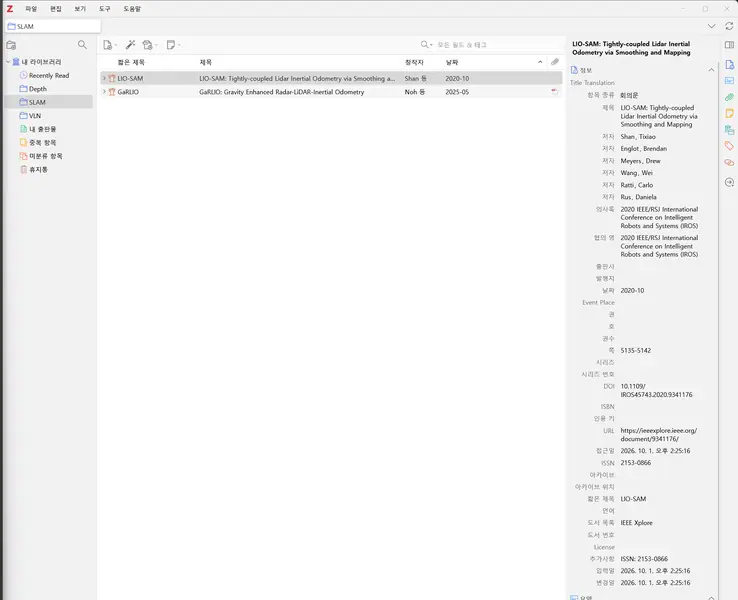 Z 파일 편집 보기 도구 도움말
SLAM
모든 필드 & 태그
내 라이브러리
Recently Read
Depth
SLAM
VLN
내 출판물
중복 항목
미분류 항목
휴지통
짧은 제목 제목 창작자 날짜
LIO-SAM LIO-SAM: Tightly-coupled Lidar Inertial Odometry via Smoothing a... Shan 등 2020-10
GaRLIO GaRLIO: Gravity Enhanced Radar-LiDAR-Inertial Odometry Noh 등 2025-05
LIO-SAM: Tightly-coupled Lidar Inertial
Odometry via Smoothing and Mapping
정보
Title Translation
항목 종류 회의문
제목 LIO-SAM: Tightly-coupled
Lidar Inertial Odometry via
Smoothing and Mapping
저자 Shan, Tixiao
저자 Englot, Brendan
저자 Meyers, Drew
저자 Wang, Wei
저자 Ratti, Carlo
저자 Rus, Daniela
의사록 2020 IEEE/RSJ International
Conference on Intelligent
Robots and Systems (IROS)
협의 명 2020 IEEE/RSJ International
Conference on Intelligent
Robots and Systems (IROS)
출판사
발행지
날짜 2020-10
Event Place
권
호
권수
쪽 5135-5142
시리즈
시리즈 번호
DOI 10.1109/
IROS45743.2020.9341176
ISBN
인용 키
URL https://ieeexplore.ieee.org/
document/9341176/
접근일 2026. 10. 1. 오후 2:25:16
ISSN 2153-0866
아카이브
아카이브 위치
짧은 제목 LIO-SAM
언어
도서 목록 IEEE Xplore
도서 번호
License
추가사항 ISSN: 2153-0866
입력일 2026. 10. 1. 오후 2:25:16
변경일 2026. 10. 1. 오후 2:25:16
요약